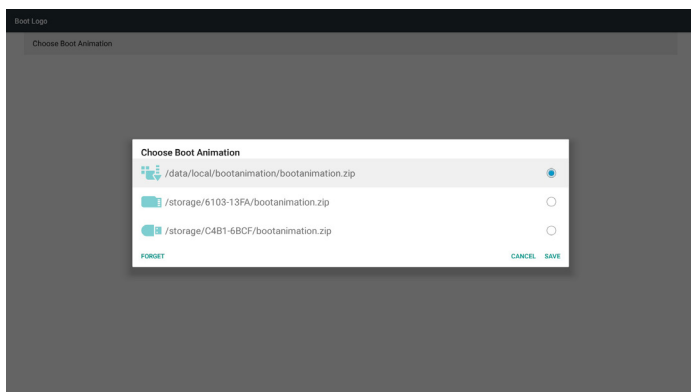 Boot Logo
Choose Boot Animation
Choose Boot Animation
/data/local/bootanimation/bootanimation.zip
/storage/6103-13FA/bootanimation.zip
/storage/C4B1-6BCF/bootanimation.zip
FORGET CANCEL SAVE